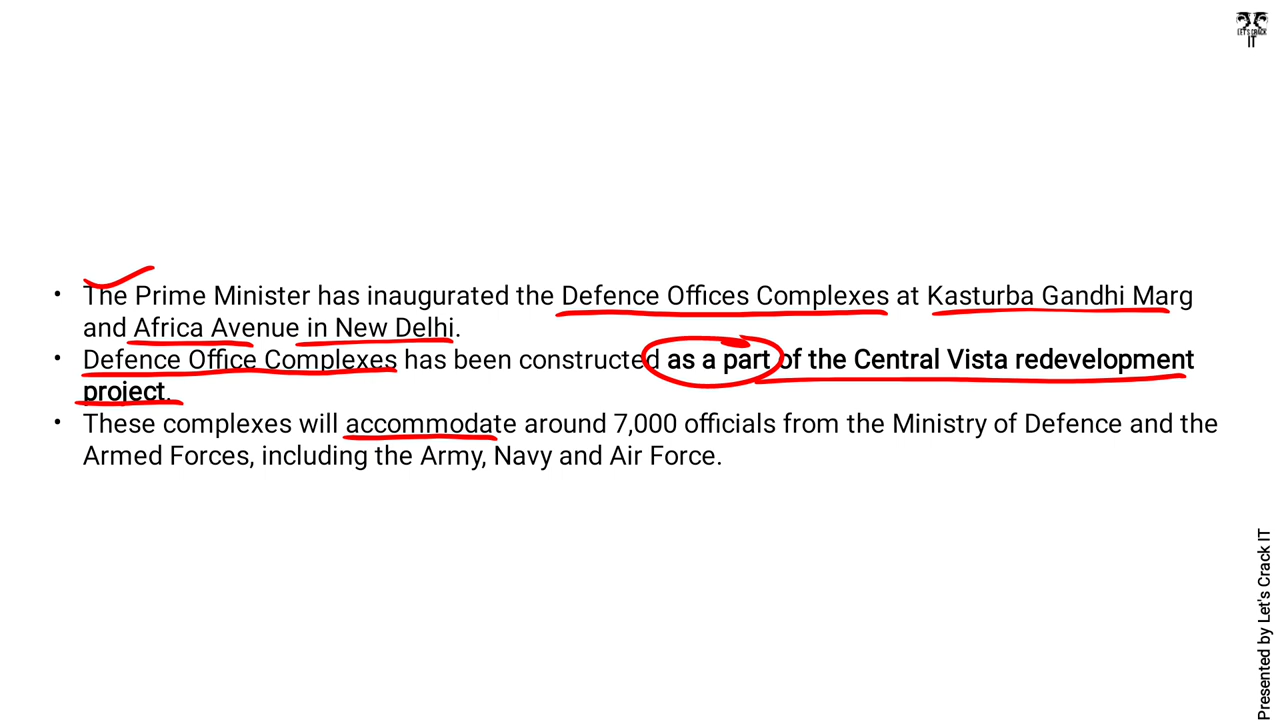 LET'S CRACK
IT
• The Prime Minister has inaugurated the Defence Offices Complexes at Kasturba Gandhi Marg
and Africa Avenue in New Delhi.
• Defence Office Complexes has been constructed as a part of the Central Vista redevelopment
project.
• These complexes will accommodate around 7,000 officials from the Ministry of Defence and the
Armed Forces, including the Army, Navy and Air Force.
Presented by Let's Crack IT